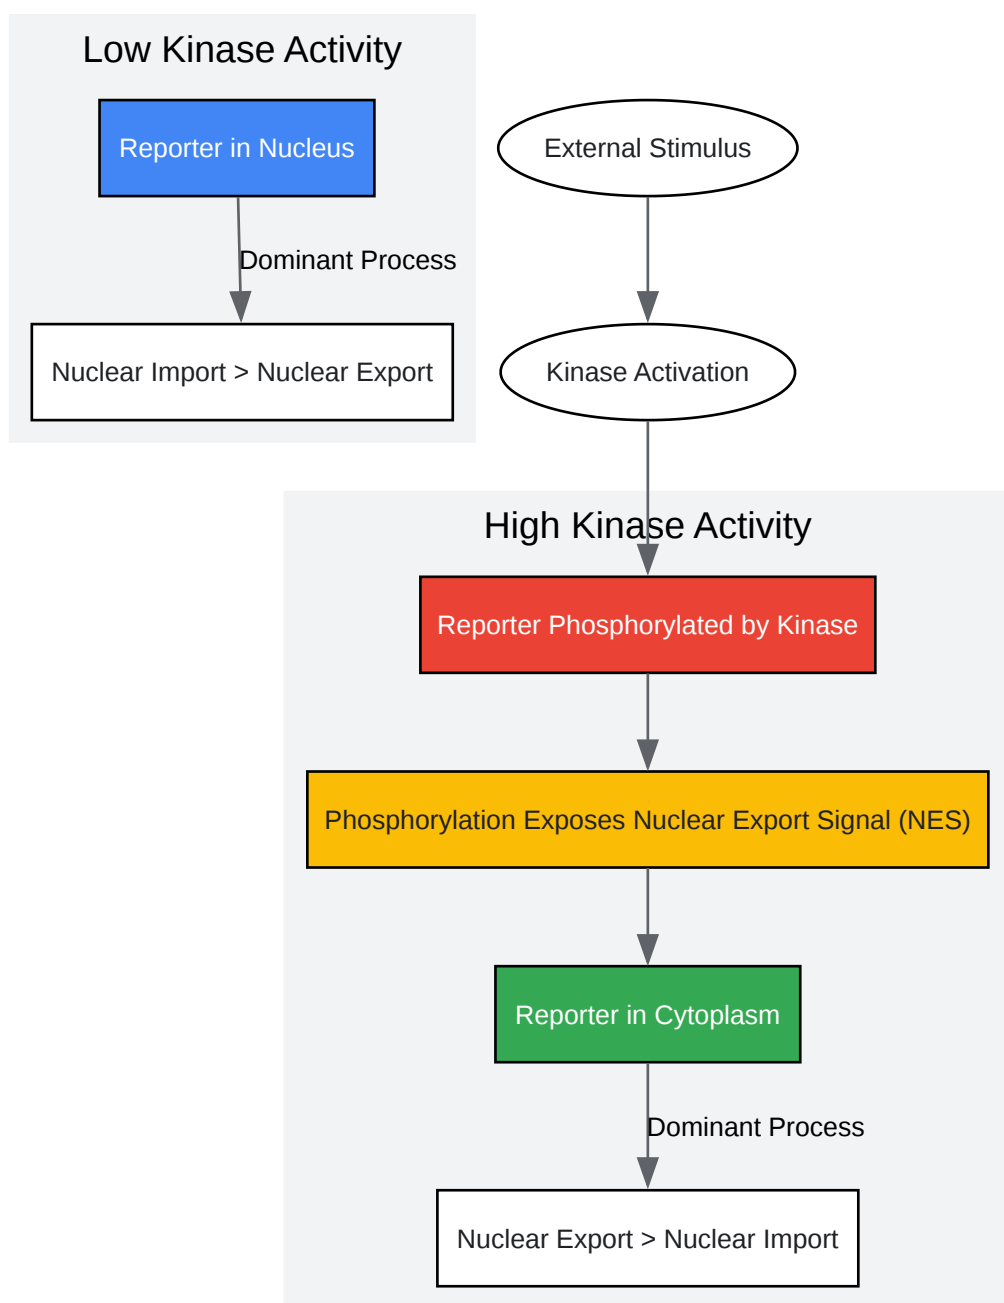 Low Kinase Activity
Reporter in Nucleus
Dominant Process
Nuclear Import > Nuclear Export
External Stimulus
Kinase Activation
High Kinase Activity
Reporter Phosphorylated by Kinase
Phosphorylation Exposes Nuclear Export Signal (NES)
Reporter in Cytoplasm
Dominant Process
Nuclear Export > Nuclear Import